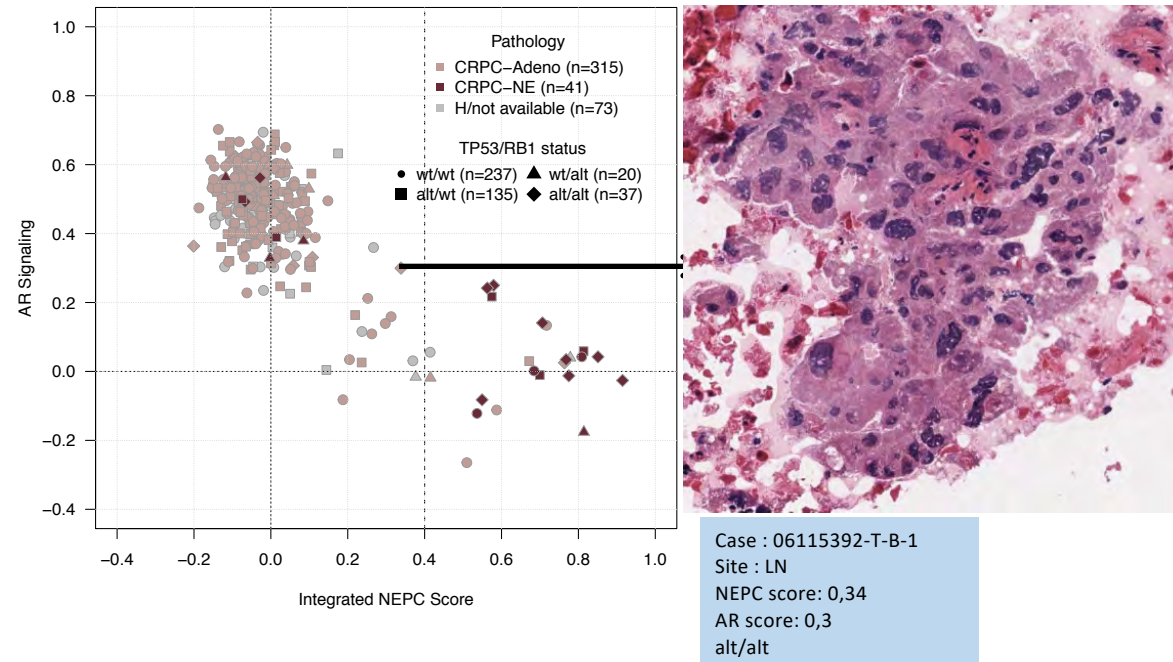 Pathology
CRPC−Adeno (n=315)
CRPC−NE (n=41)
H/not available (n=73)
TP53/RB1 status
wt/wt (n=237) wt/alt (n=20)
alt/wt (n=135) alt/alt (n=37)
AR Signaling
1.0
0.8
0.6
0.4
0.2
0.0
−0.2
−0.4
−0.4 −0.2 0.0 0.2 0.4 0.6 0.8 1.0
Integrated NEPC Score
Case : 06115392-T-B-1
Site : LN
NEPC score: 0,34
AR score: 0,3
alt/alt